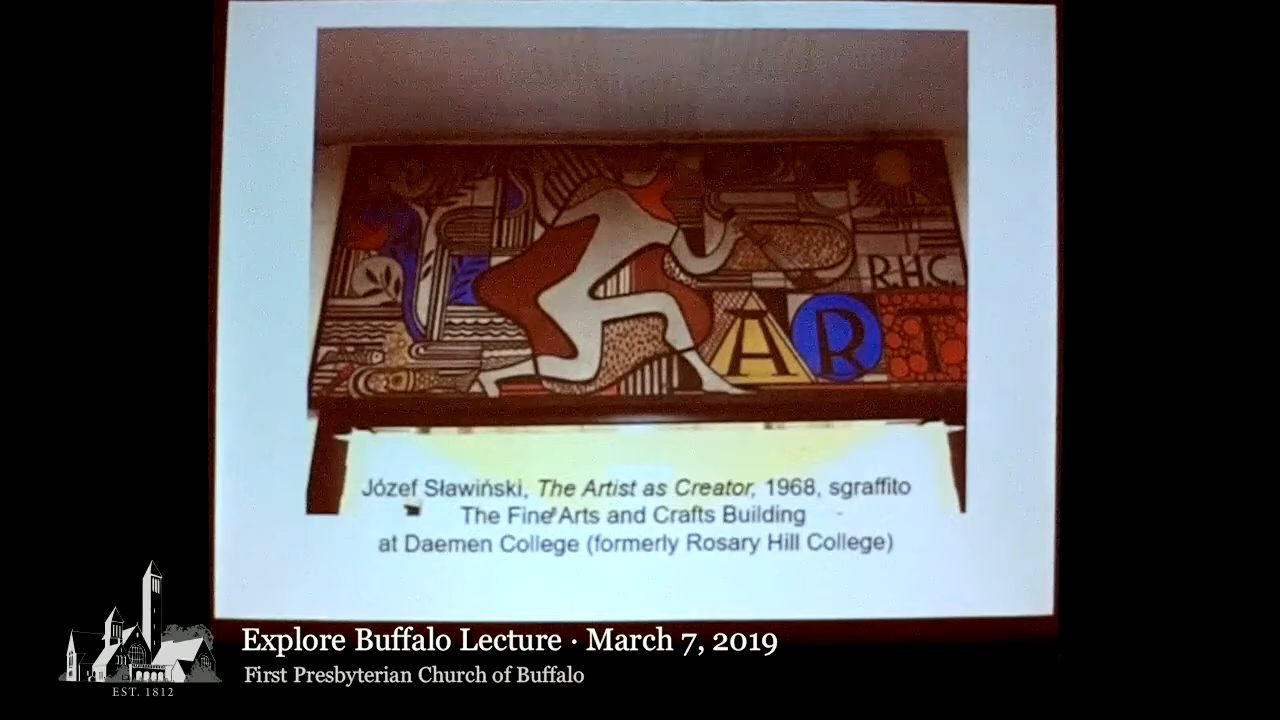 R.H.C.
ART
Józef Sławiński, The Artist as Creator, 1968, sgraffito
The Fine Arts and Crafts Building
at Daemen College (formerly Rosary Hill College)
Explore Buffalo Lecture · March 7, 2019
First Presbyterian Church of Buffalo
EST. 1812